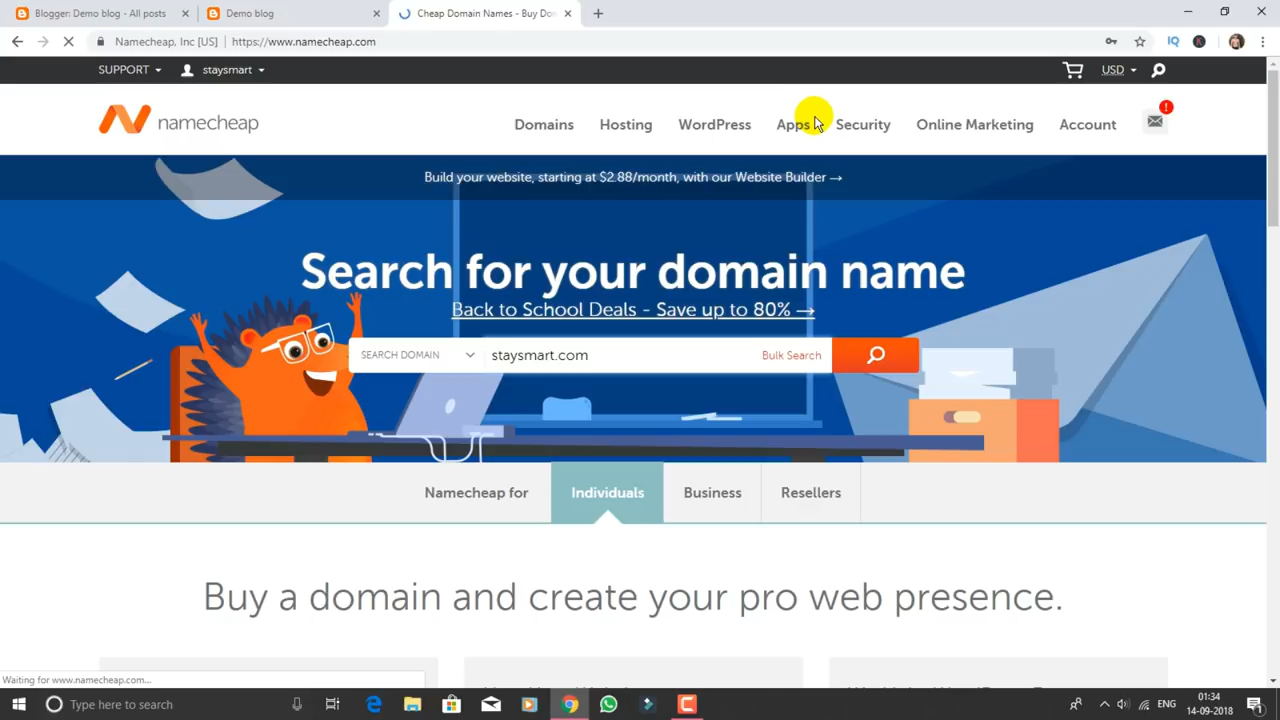 Blogger: Demo blog - All posts
Demo blog
Cheap Domain Names - Buy Do
Namecheap, Inc [US]
https://www.namecheap.com
IQ
K
SUPPORT
staysmart
USD
namecheap
Domains
Hosting
WordPress
Apps
Security
Online Marketing
Account
!
Build your website, starting at $2.88/month, with our Website Builder →
Search for your domain name
Back to School Deals - Save up to 80% →
SEARCH DOMAIN
staysmart.com
Bulk Search
Namecheap for
Individuals
Business
Resellers
Buy a domain and create your pro web presence.
Waiting for www.namecheap.com...
Type here to search
ENG
01:34
14-09-2018
1